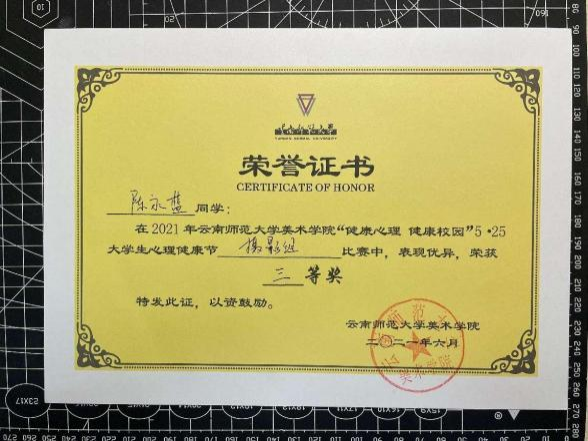 YUNNAN NORMAL UNIVERSITY
荣誉证书
CERTIFICATE OF HONOR
陈永蓝 同学:
在2021年云南师范大学美术学院“健康心理 健康校园”5·25
大学生心理健康节 摄影组 比赛中,表现优异,荣获
三 等奖
特发此证,以资鼓励。
云南师范大学美术学院
二〇二一年六月